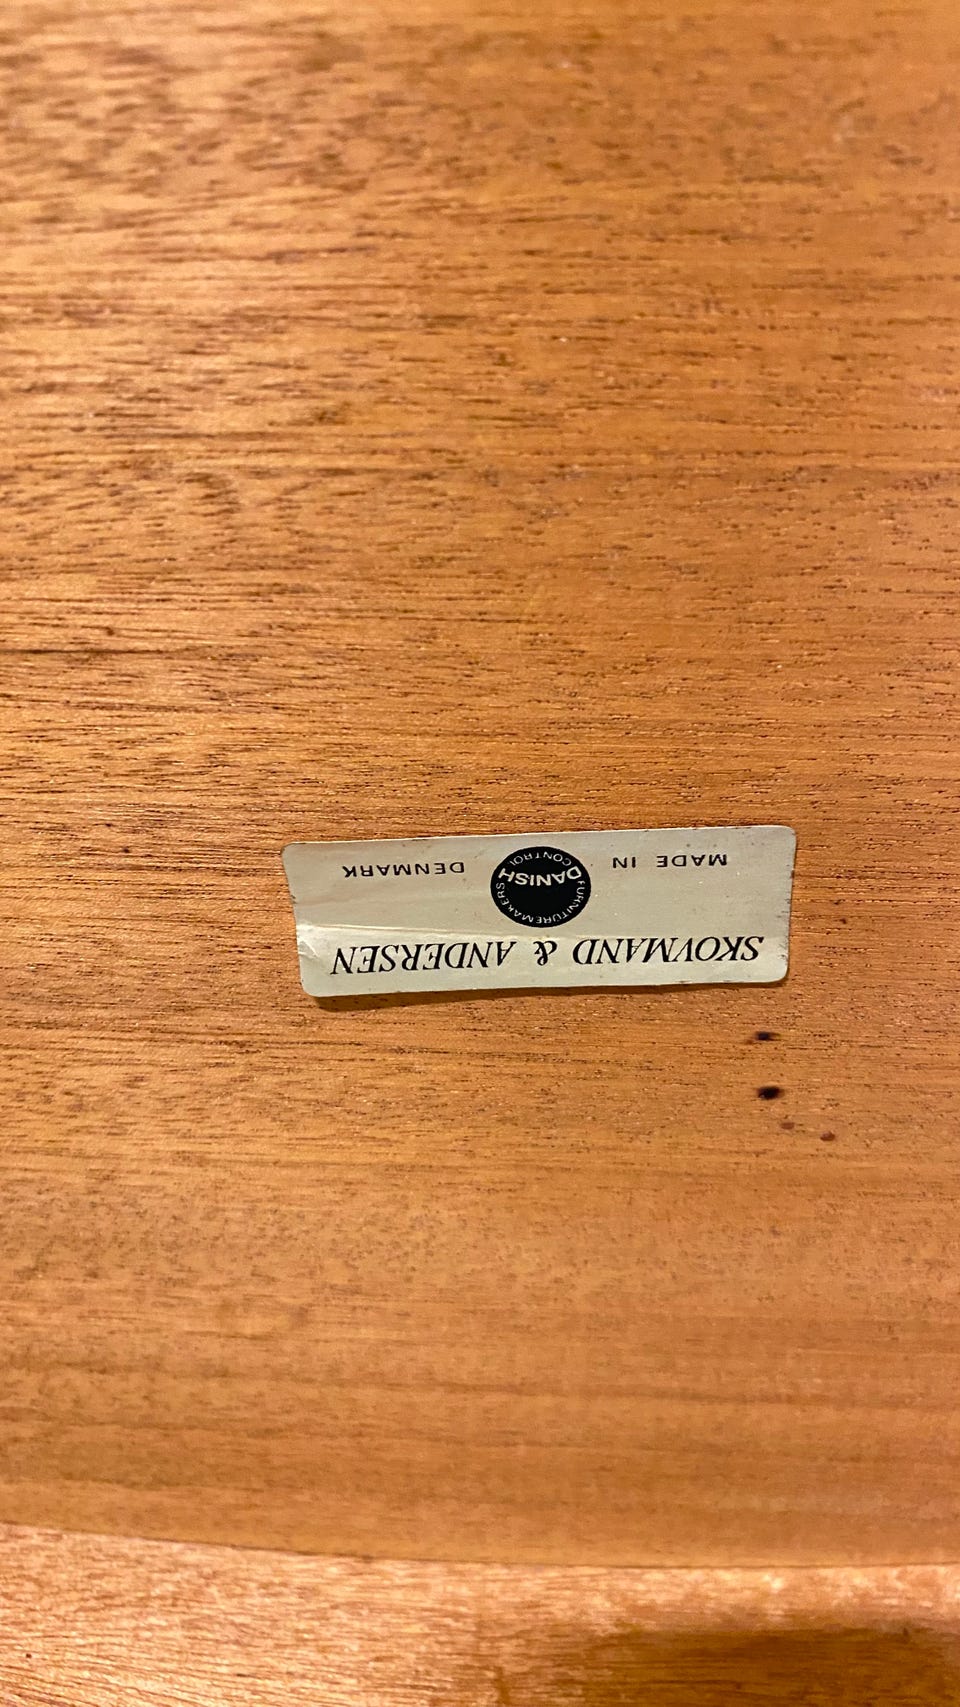 SKOVMAND & ANDERSEN
FURNITUREMAKERS
DANISH
CONTROL
MADE IN DENMARK